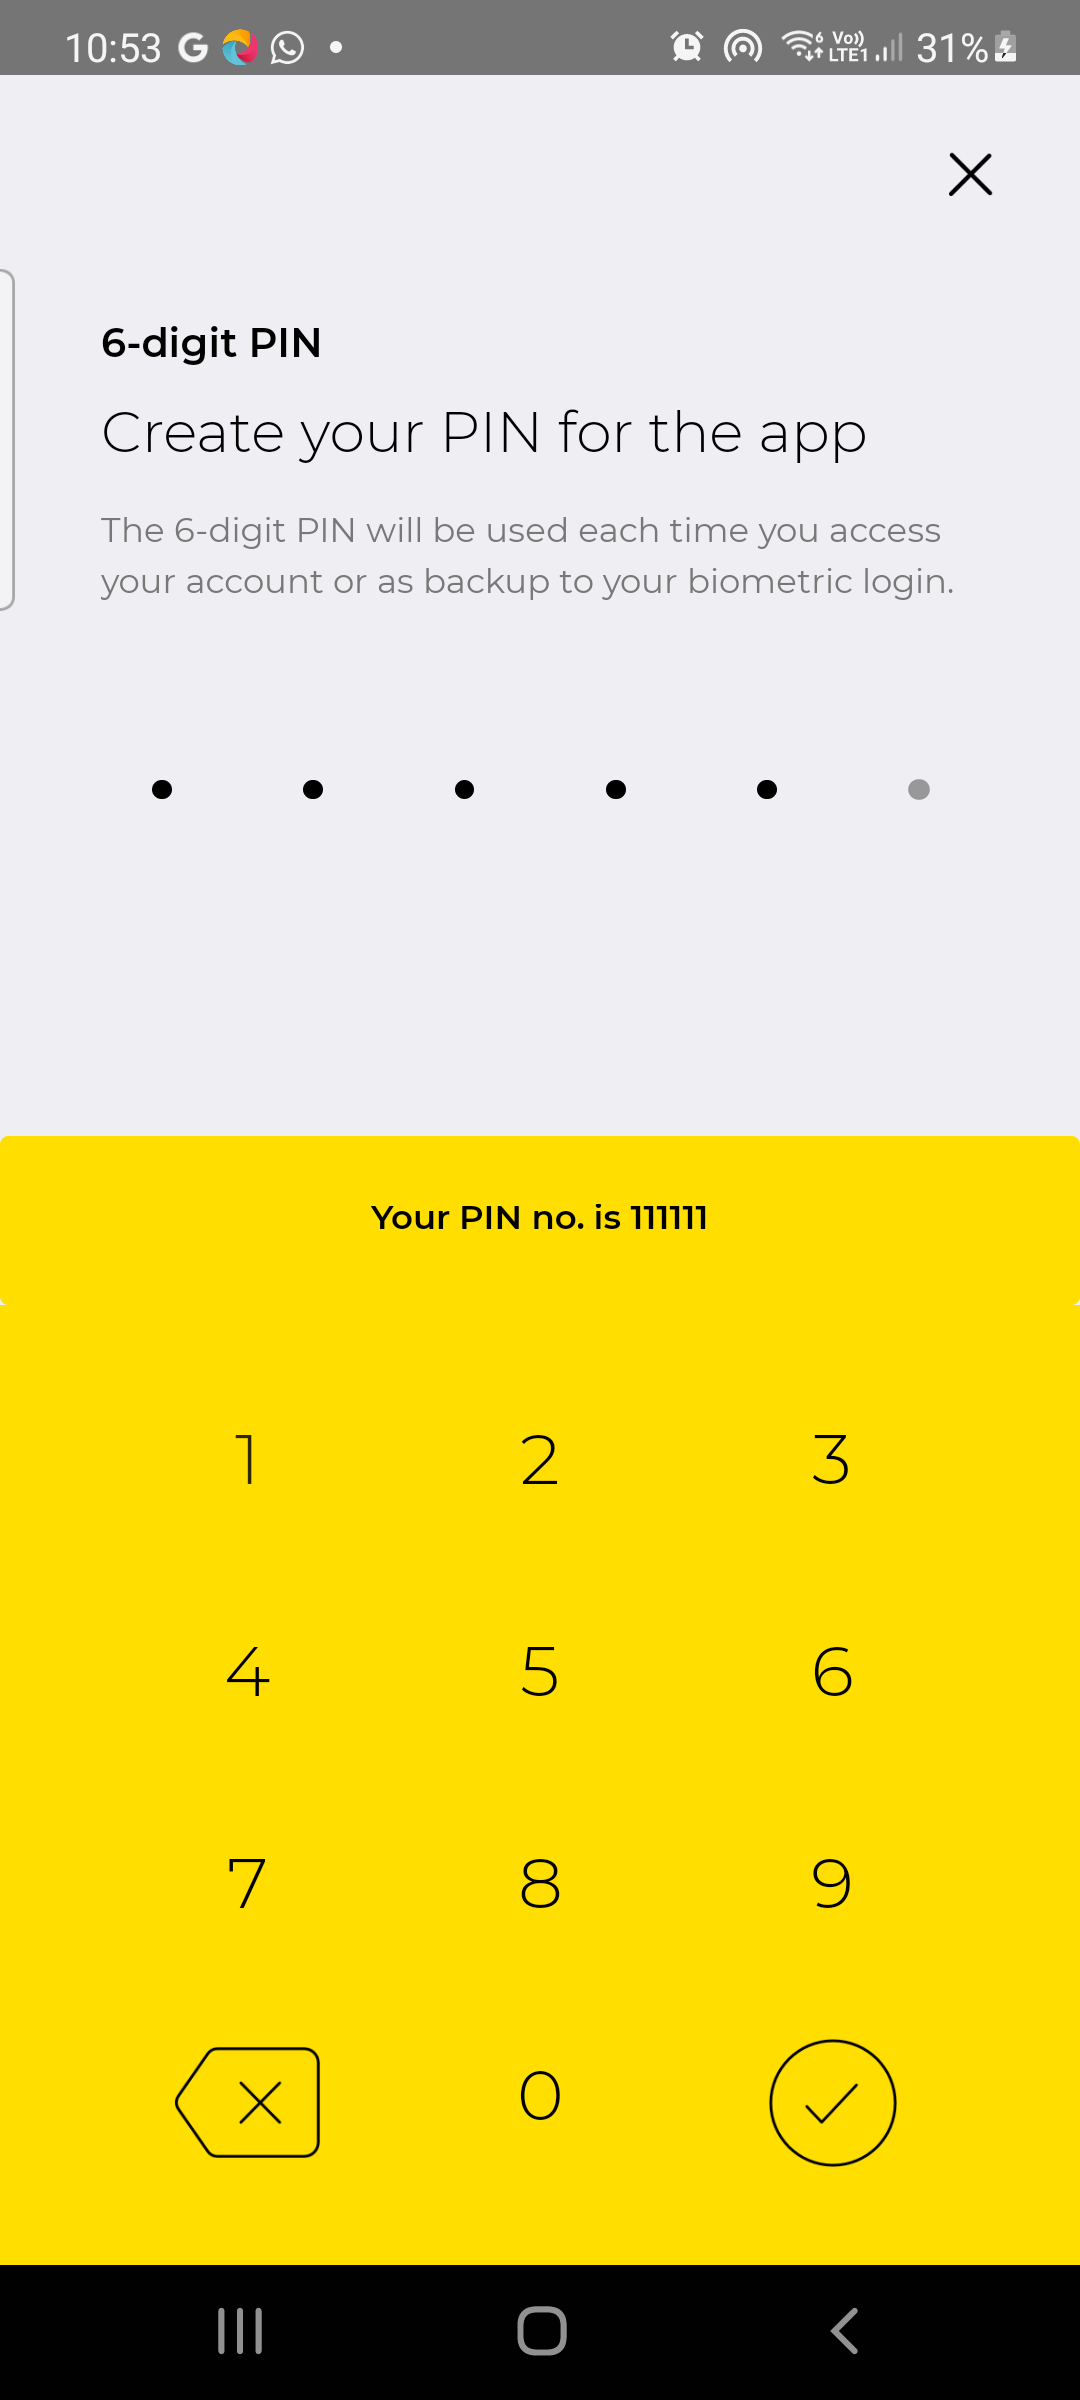 10:53
6 Vo)) LTE1 31%
6-digit PIN
Create your PIN for the app
The 6-digit PIN will be used each time you access
your account or as backup to your biometric login.
Your PIN no. is 111111
1 2 3
4 5 6
7 8 9
0